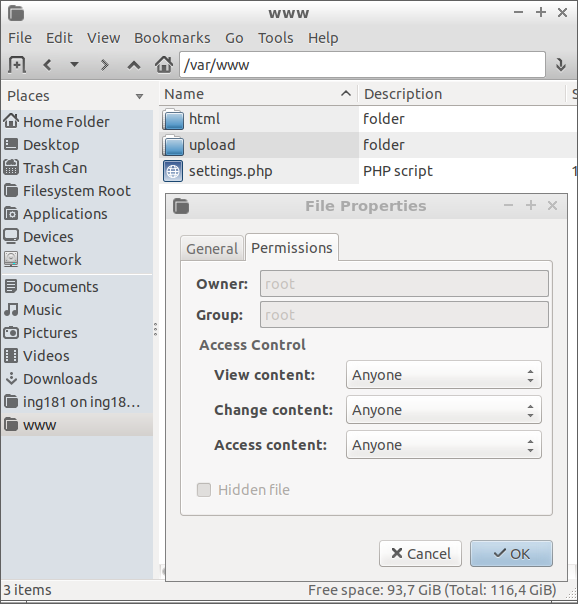 www
File Edit View Bookmarks Go Tools Help
/var/www
Places
Name Description S
Home Folder
html folder
Desktop
upload folder
Trash Can
settings.php PHP script 1
Filesystem Root
Applications
Devices
Network
Documents
Music
Pictures
Videos
Downloads
ing181 on ing18...
www
File Properties
General Permissions
Owner: root
Group: root
Access Control
View content: Anyone
Change content: Anyone
Access content: Anyone
Hidden file
Cancel OK
3 items Free space: 93,7 GiB (Total: 116,4 GiB)